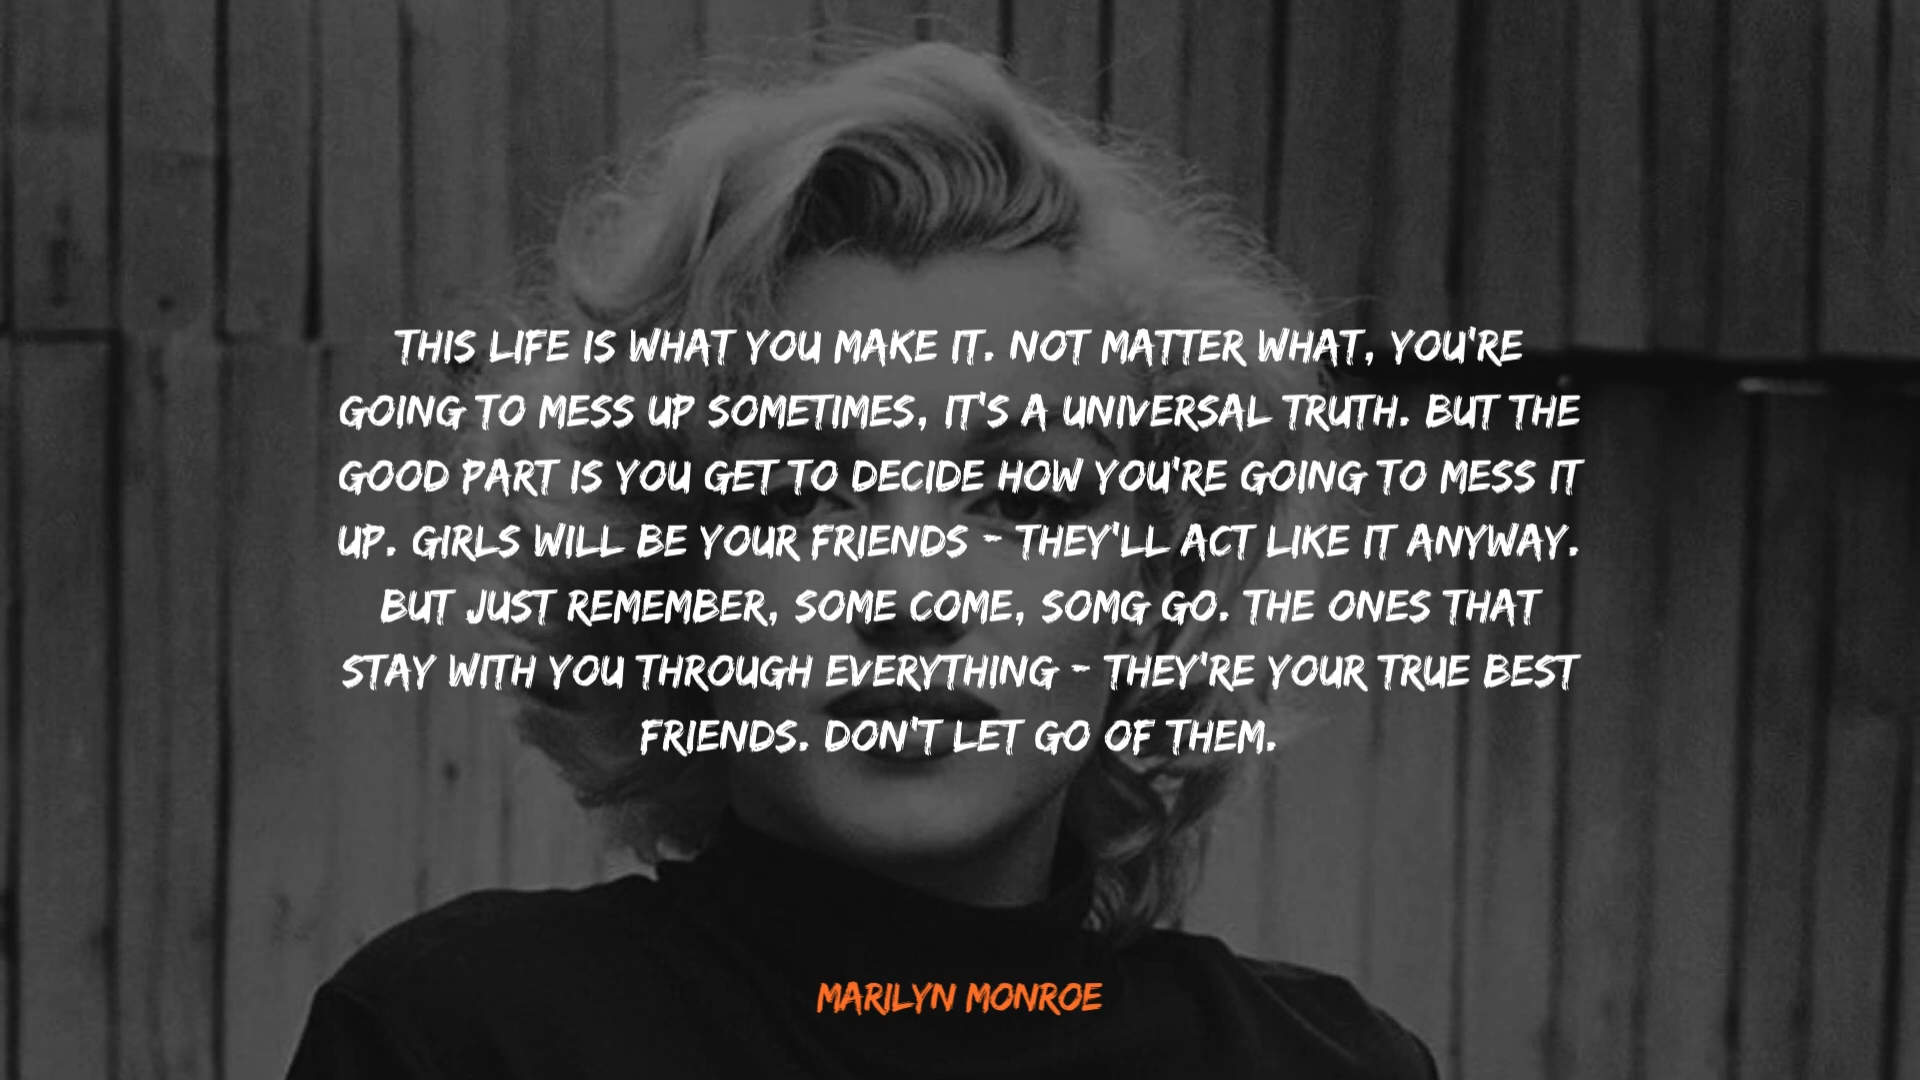 THIS LIFE IS WHAT YOU MAKE IT. NOT MATTER WHAT, YOU'RE
GOING TO MESS UP SOMETIMES, IT'S A UNIVERSAL TRUTH. BUT THE
GOOD PART IS YOU GET TO DECIDE HOW YOU'RE GOING TO MESS IT
UP. GIRLS WILL BE YOUR FRIENDS - THEY'LL ACT LIKE IT ANYWAY.
BUT JUST REMEMBER, SOME COME, SOMG GO. THE ONES THAT
STAY WITH YOU THROUGH EVERYTHING - THEY'RE YOUR TRUE BEST
FRIENDS. DON'T LET GO OF THEM.
MARILYN MONROE